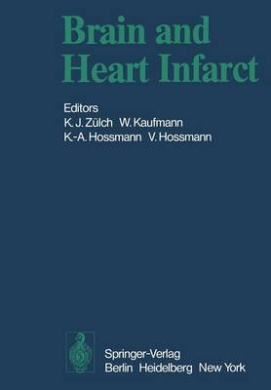 Brain and
Heart Infarct
Editors
K. J. Zülch W. Kaufmann
K.-A. Hossmann V. Hossmann
Springer-Verlag
Berlin Heidelberg New York